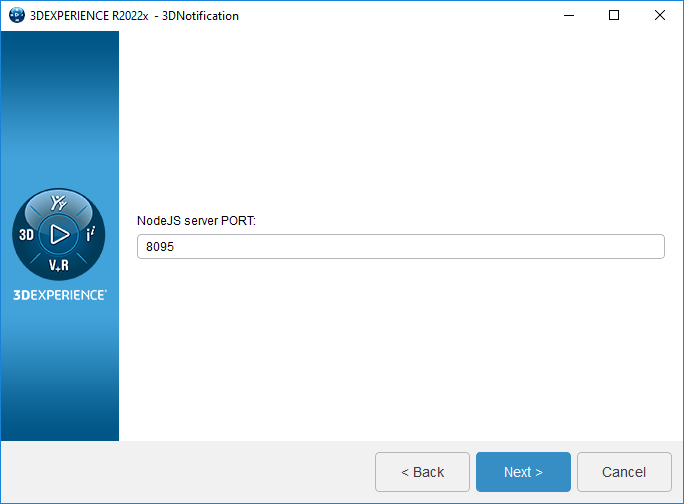 3DEXPERIENCE R2022x - 3DNotification
NodeJS server PORT:
8095
3D
i i
V+R
3DEXPERIENCE
< Back
Next >
Cancel